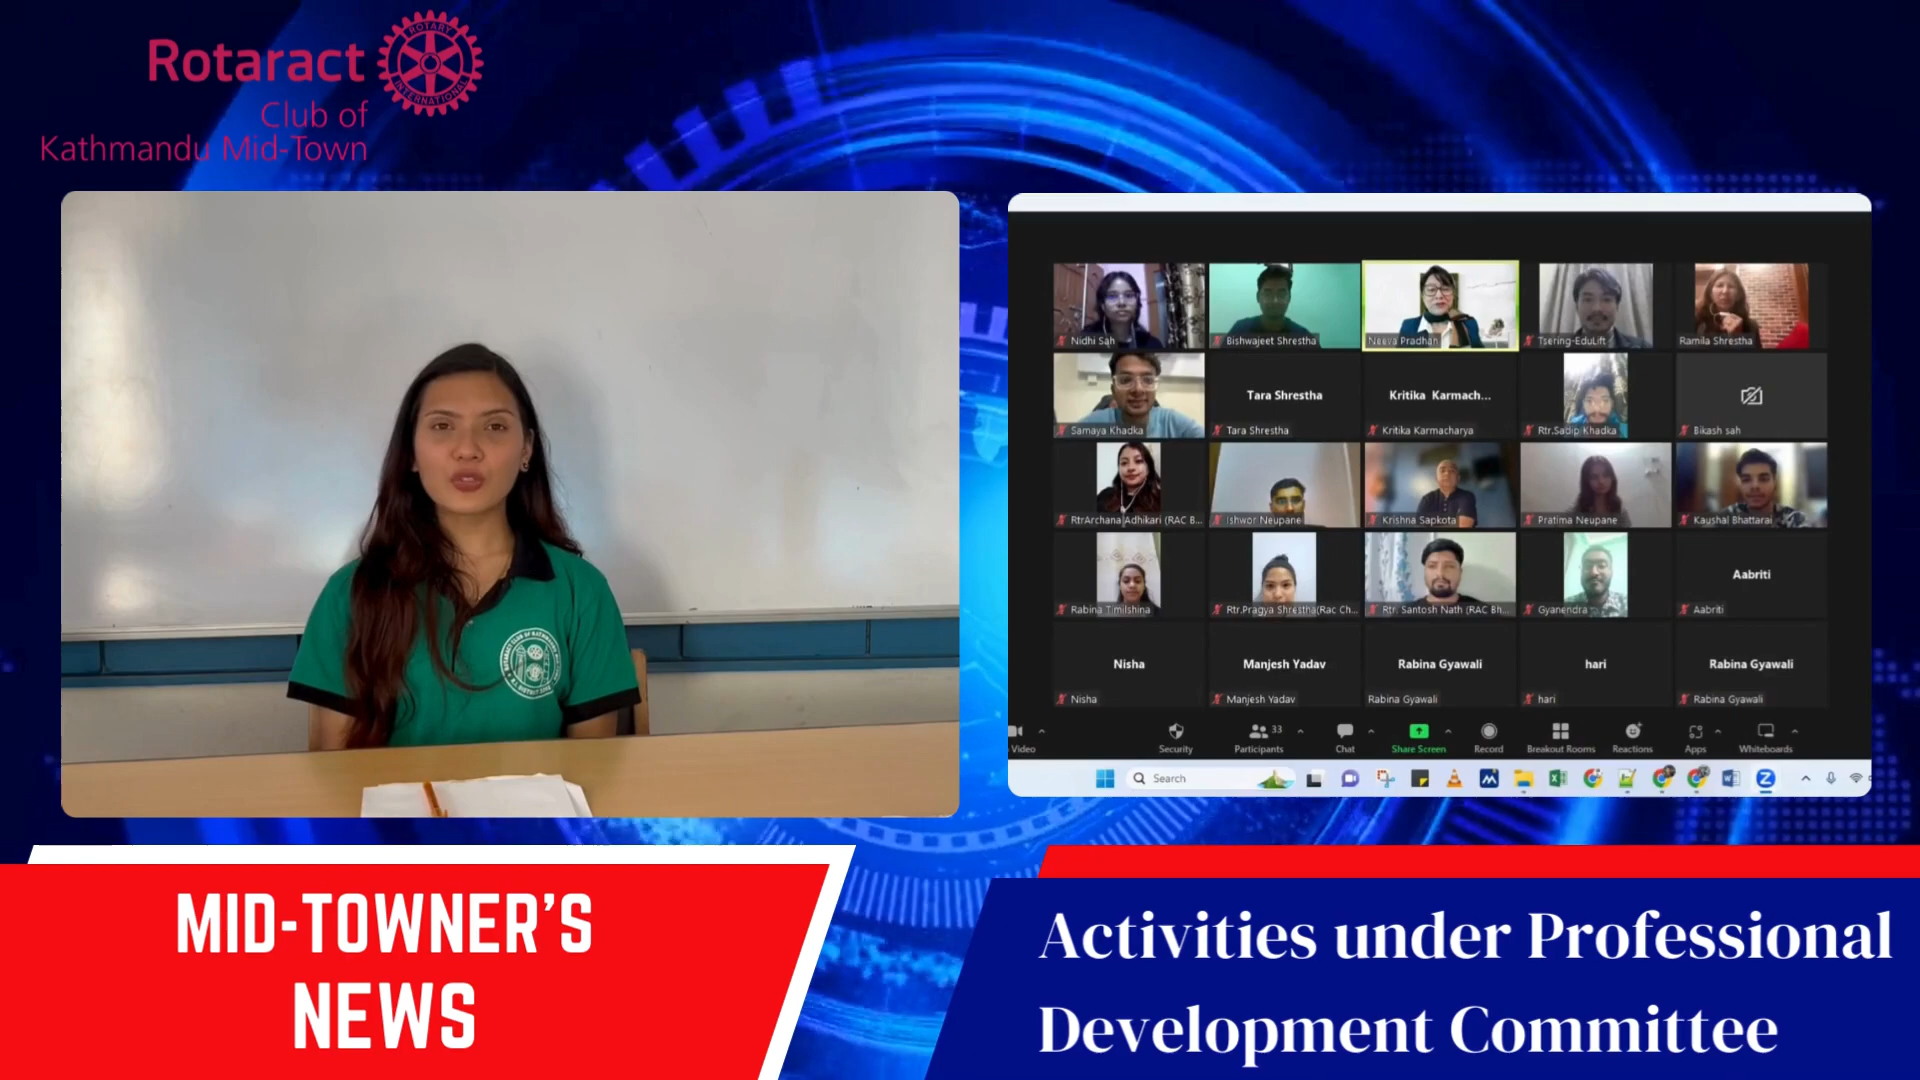 Rotaract
ROTARY
INTERNATIONAL
Club of
Kathmandu Mid-Town
Nidhi Sah
Bishwajeet Shrestha
Neeva Pradhan
Tsering-EduLift
Ramila Shrestha
Samaya Khadka
Tara Shrestha
Tara Shrestha
Kritika Karmach...
Kritika Karmacharya
Rtr.Sadip Khadka
Bikash sah
RtrArchana Adhikari (RAC B...
Ishwor Neupane
Krishna Sapkota
Pratima Neupane
Kaushal Bhattarai
Rabina Timilshina
Rtr.Pragya Shrestha(Rac Ch...
Rtr. Santosh Nath (RAC Bh...
Gyanendra
Aabriti
Aabriti
Nisha
Nisha
Manjesh Yadav
Manjesh Yadav
Rabina Gyawali
Rabina Gyawali
hari
hari
Rabina Gyawali
Rabina Gyawali
Video
Security
33
Participants
Chat
Share Screen
Record
Breakout Rooms
Reactions
Apps
Whiteboards
Search
MID-TOWNER'S
NEWS
Activities under Professional
Development Committee